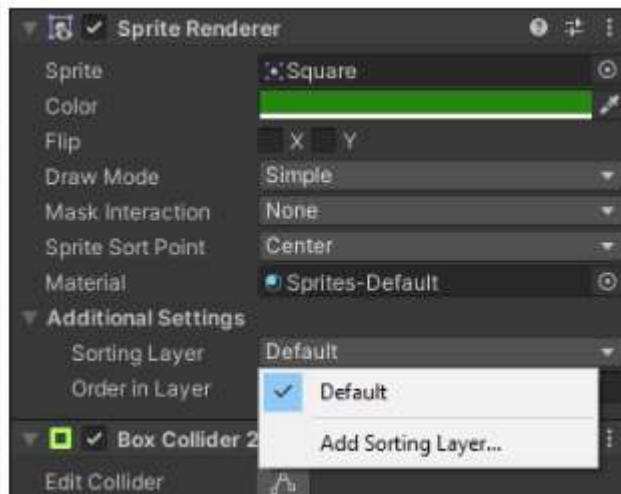 Sprite Renderer
Sprite Square
Color
Flip X Y
Draw Mode Simple
Mask Interaction None
Sprite Sort Point Center
Material Sprites-Default
Additional Settings
Sorting Layer Default
Order in Layer
Default
Box Collider 2
Add Sorting Layer...
Edit Collider